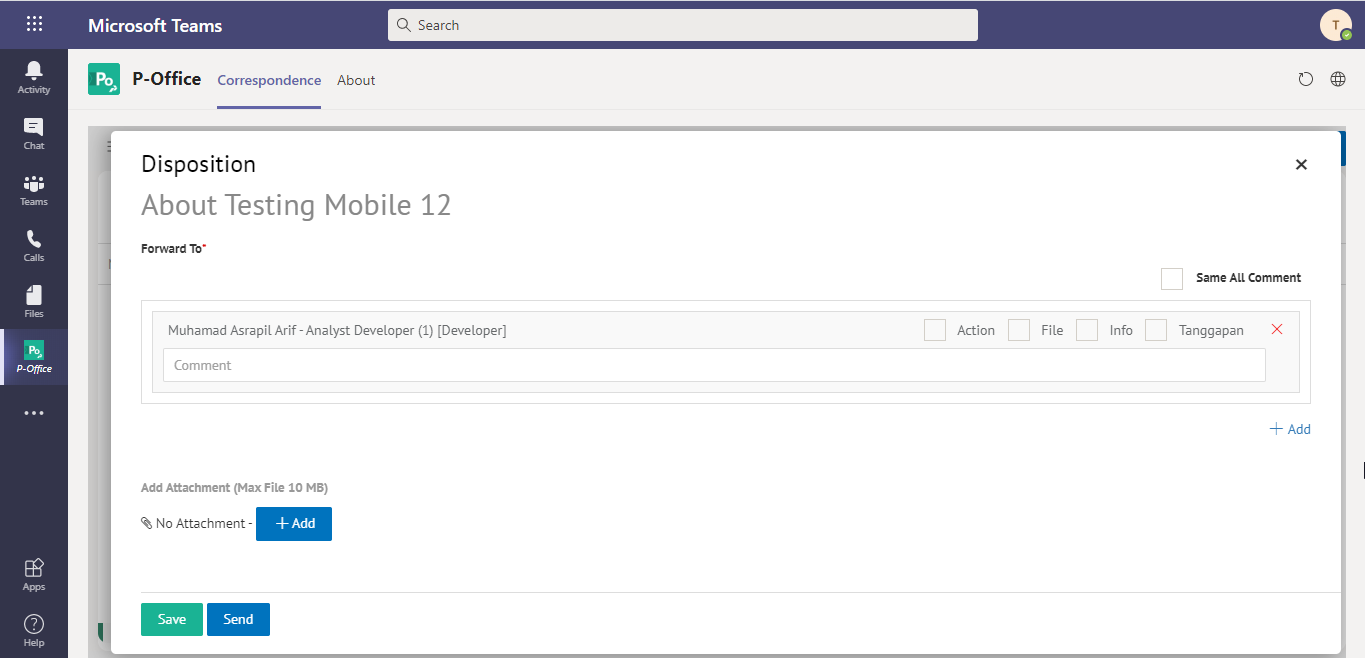 Microsoft Teams
Search
T
Activity
Chat
Teams
Calls
Files
Po
P-Office
Apps
Help
Po P-Office Correspondence About
Disposition
About Testing Mobile 12
Forward To*
Same All Comment
Muhamad Asrapil Arif - Analyst Developer (1) [Developer] Action File Info Tanggapan
Comment
+ Add
Add Attachment (Max File 10 MB)
No Attachment - + Add
Save Send